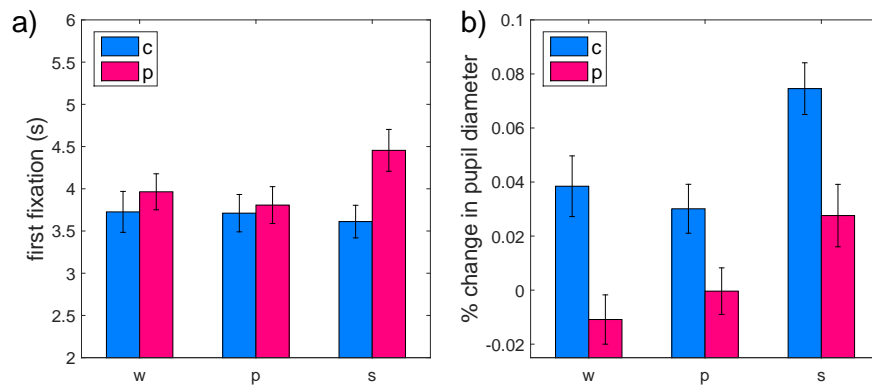 a)
first fixation (s)
6
5.5
5
4.5
4
3.5
3
2.5
2
c
p
w p s
b)
% change in pupil diameter
0.1
0.08
0.06
0.04
0.02
0
-0.02
c
p
w p s